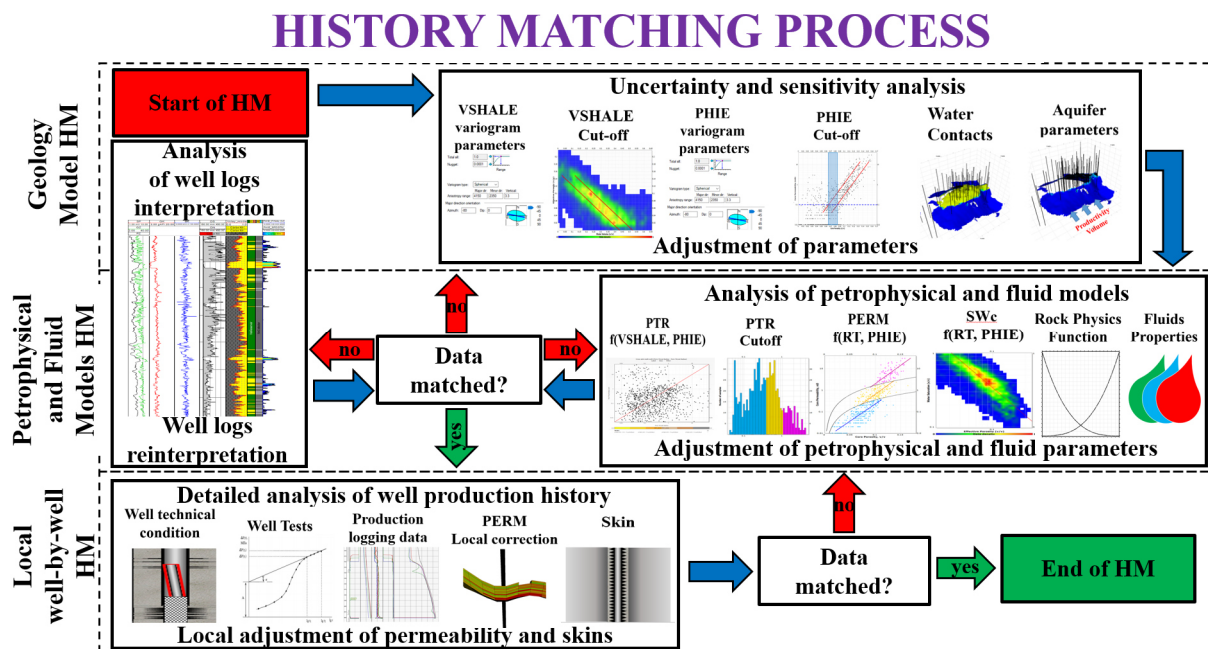 HISTORY MATCHING PROCESS
Geology
Model HM
Start of HM
Uncertainty and sensitivity analysis
VSHALE
variogram
parameters
VSHALE
Cut-off
PHIE
variogram
parameters
PHIE
Cut-off
Water
Contacts
Aquifer
parameters
Productivity
Volume
Adjustment of parameters
Analysis
of well logs
interpretation
Well logs
reinterpretation
Petrophysical
and Fluid
Models HM
no
no
no
Data
matched?
yes
Analysis of petrophysical and fluid models
PTR
f(VSHALE, PHIE)
PTR
Cutoff
PERM
f(RT, PHIE)
SWc
f(RT, PHIE)
Rock Physics
Function
Fluids
Properties
Adjustment of petrophysical and fluid parameters
Local
well-by-well
HM
Detailed analysis of well production history
Well technical
condition
Well Tests
Production
logging data
PERM
Local correction
Skin
Local adjustment of permeability and skins
no
Data
matched?
yes
End of HM